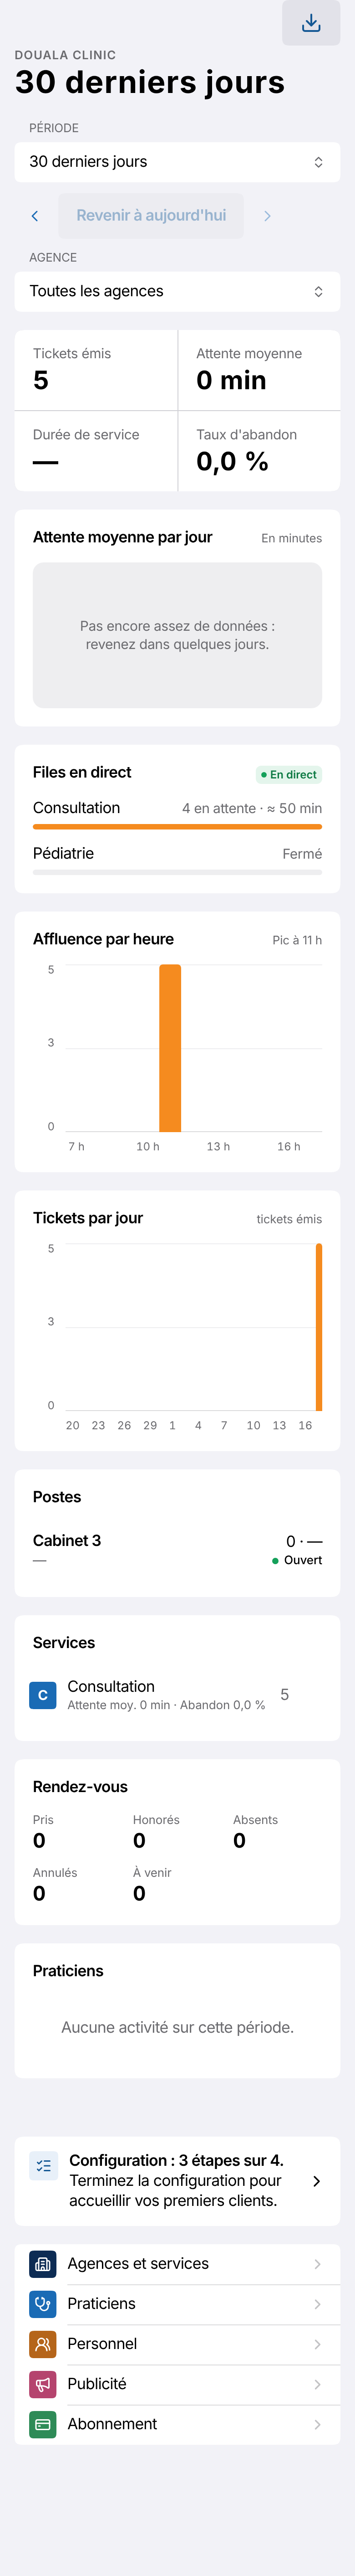 DOUALA CLINIC
30 derniers jours
PÉRIODE
30 derniers jours
Revenir à aujourd'hui
AGENCE
Toutes les agences
Tickets émis
5
Attente moyenne
0 min
Durée de service
—
Taux d'abandon
0,0 %
Attente moyenne par jour
En minutes
Pas encore assez de données :
revenez dans quelques jours.
Files en direct
En direct
Consultation
4 en attente · ≈ 50 min
Pédiatrie
Fermé
Affluence par heure
Pic à 11 h
5
3
0
7 h 10 h 13 h 16 h
Tickets par jour
tickets émis
5
3
0
20 23 26 29 1 4 7 10 13 16
Postes
Cabinet 3
0 · —
—
Ouvert
Services
C
Consultation
Attente moy. 0 min · Abandon 0,0 %
5
Rendez-vous
Pris Honorés Absents
0 0 0
Annulés À venir
0 0
Praticiens
Aucune activité sur cette période.
Configuration : 3 étapes sur 4.
Terminez la configuration pour
accueillir vos premiers clients.
Agences et services
Praticiens
Personnel
Publicité
Abonnement